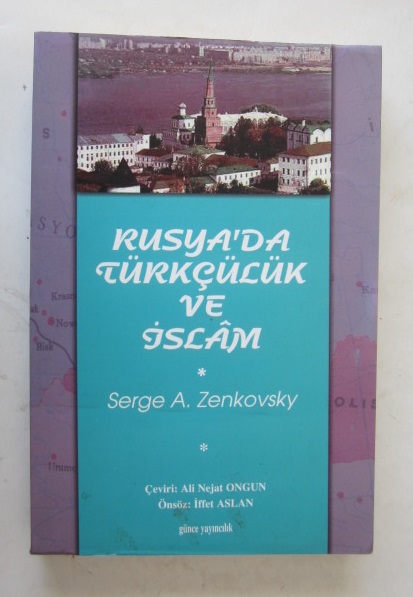 RUSYA'DA
TÜRKÇÜLÜK
VE
İSLÂM
*
Serge A. Zenkovsky
*
Çeviri: Ali Nejat ONGUN
Önsöz: İffet ASLAN
günce yayıncılık